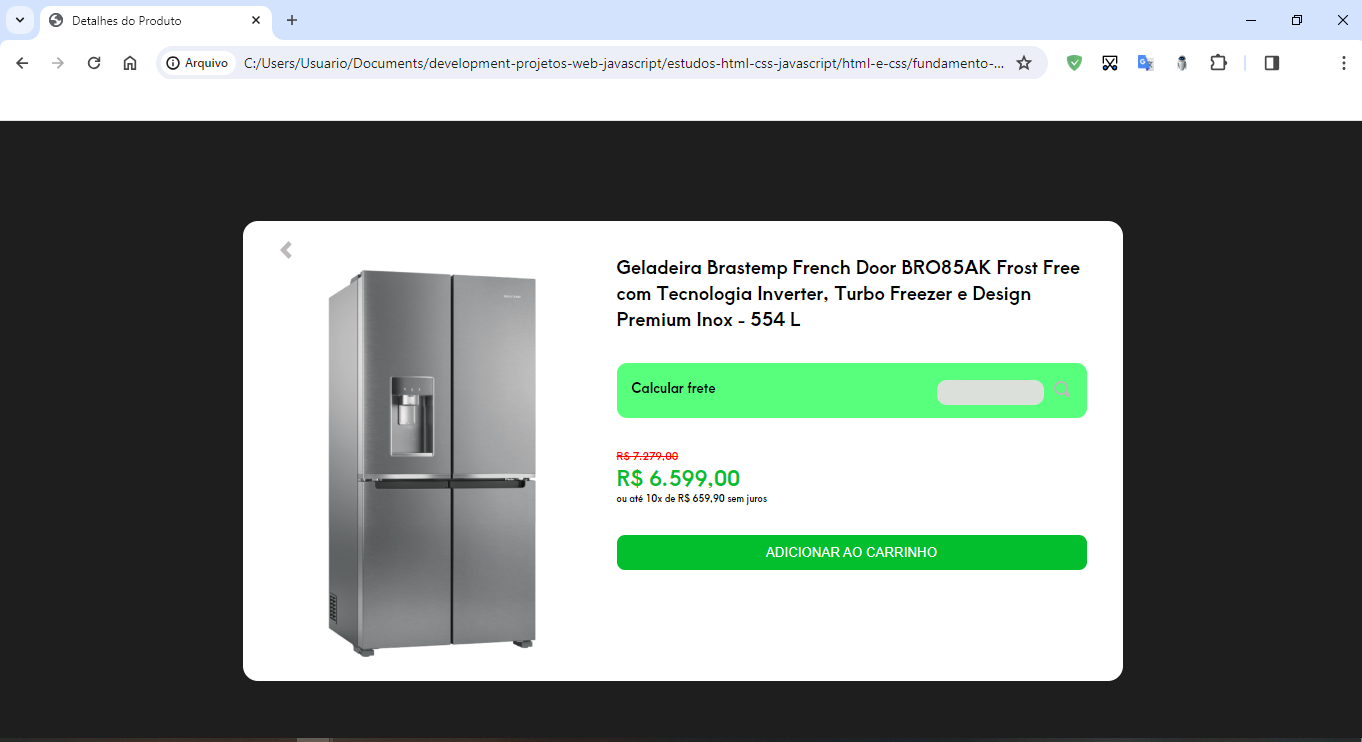 Detalhes do Produto
Arquivo
C:/Users/Usuario/Documents/development-projetos-web-javascript/estudos-html-css-javascript/html-e-css/fundamento-...
Geladeira Brastemp French Door BRO85AK Frost Free
com Tecnologia Inverter, Turbo Freezer e Design
Premium Inox - 554 L
Calcular frete
R$ 7.279,00
R$ 6.599,00
ou até 10x de R$ 659,90 sem juros
ADICIONAR AO CARRINHO